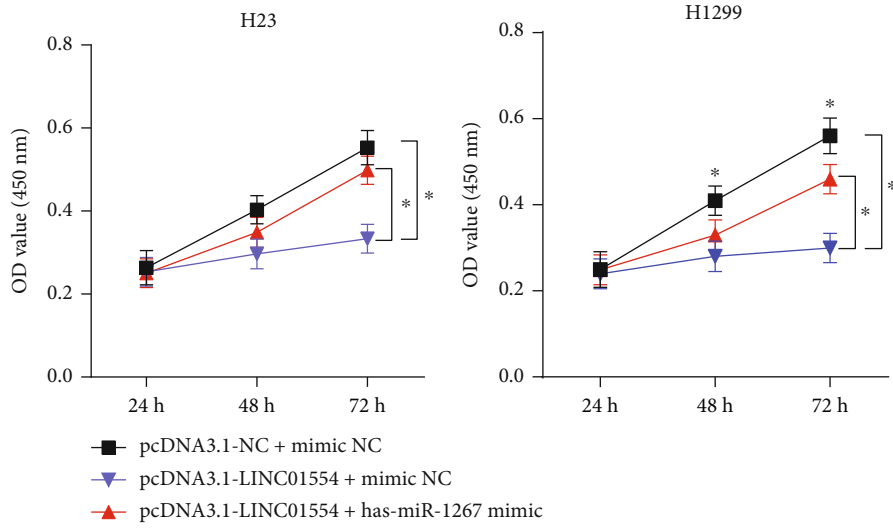 H23
0.8
0.6
0.4
0.2
0.0
OD value (450 nm)
24 h 48 h 72 h
*
*
H1299
0.8
0.6
0.4
0.2
0.0
OD value (450 nm)
24 h 48 h 72 h
*
*
*
*
pcDNA3.1-NC + mimic NC
pcDNA3.1-LINC01554 + mimic NC
pcDNA3.1-LINC01554 + has-miR-1267 mimic